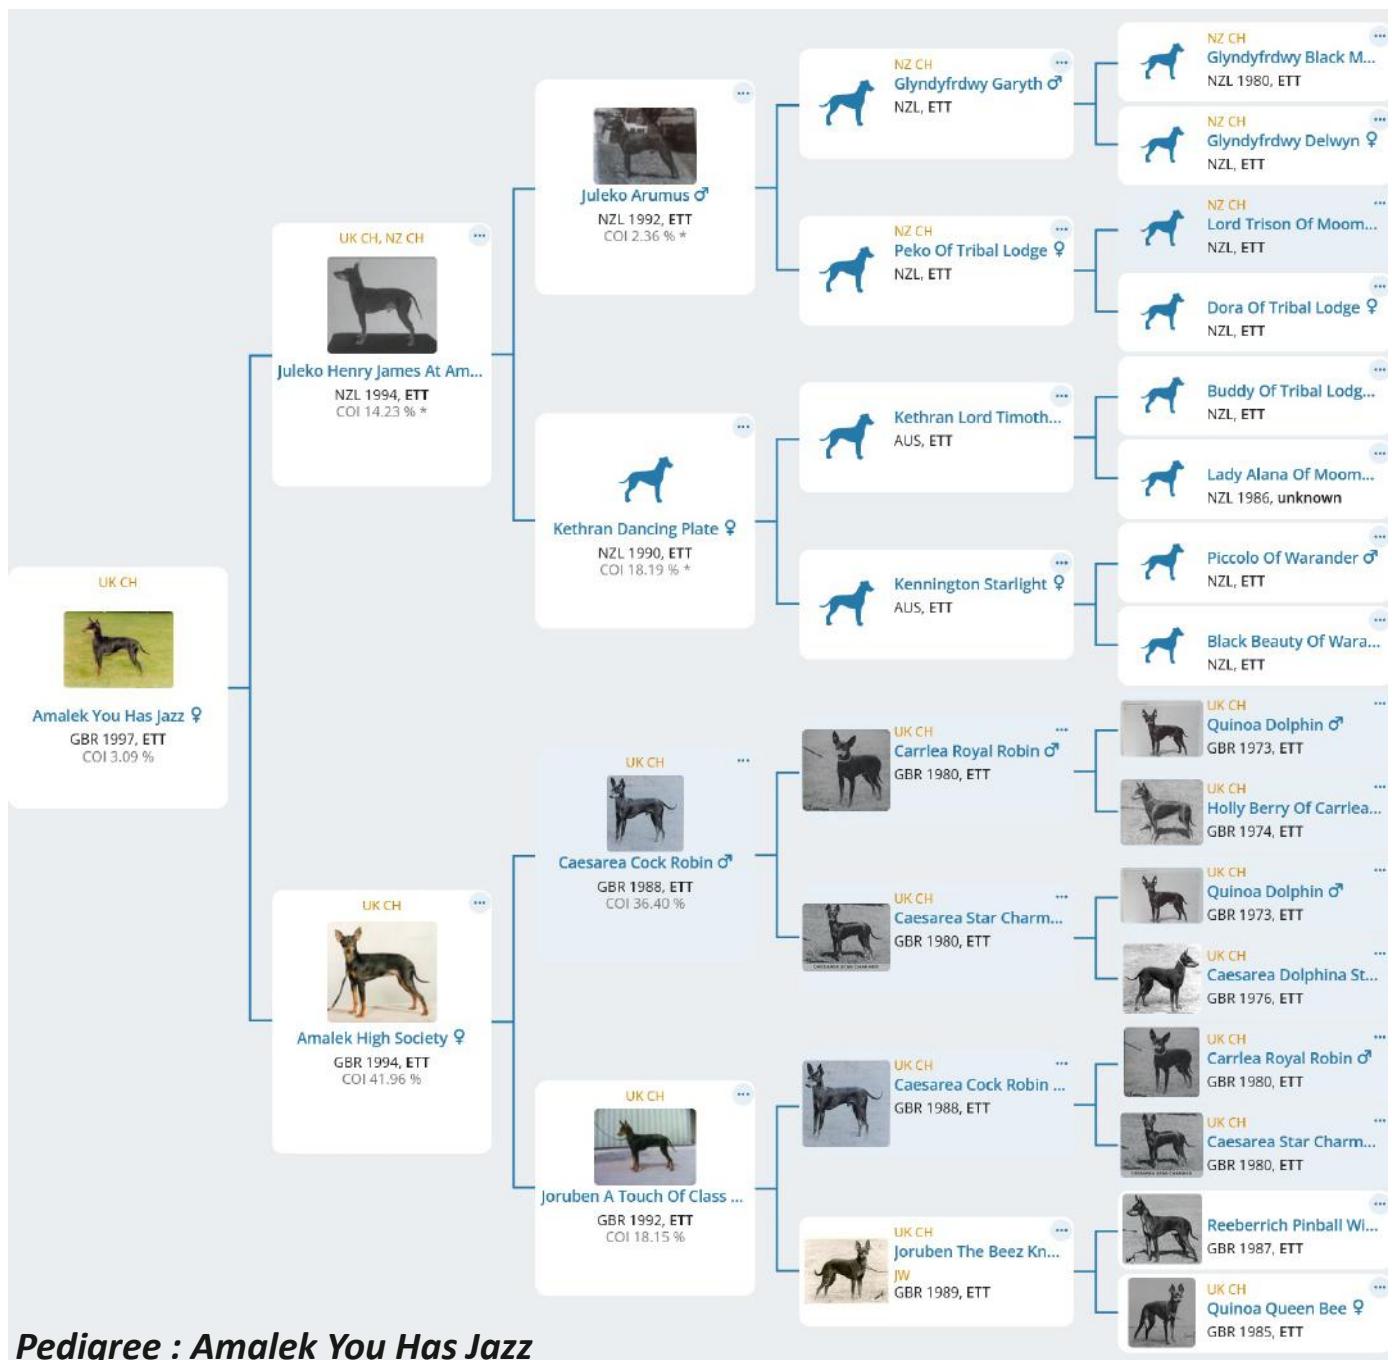 UK CH
Amalek You Has Jazz ♀
GBR 1997, ETT
COI 3.09 %
UK CH, NZ CH
Juleko Henry James At Am...
NZL 1994, ETT
COI 14.23 % *
UK CH
Amalek High Society ♀
GBR 1994, ETT
COI 41.96 %
Juleko Arumus ♂
NZL 1992, ETT
COI 2.36 % *
Kethran Dancing Plate ♀
NZL 1990, ETT
COI 18.19 % *
UK CH
Caesarea Cock Robin ♂
GBR 1988, ETT
COI 36.40 %
UK CH
Joruben A Touch Of Class ...
GBR 1992, ETT
COI 18.15 %
NZ CH
Glyndyfrdwy Garyth ♂
NZL, ETT
NZ CH
Peko Of Tribal Lodge ♀
NZL, ETT
Kethran Lord Timoth...
AUS, ETT
Kennington Starlight ♀
AUS, ETT
UK CH
Carrlea Royal Robin ♂
GBR 1980, ETT
UK CH
Caesarea Star Charm...
GBR 1980, ETT
CAESAREA STAR CHARMER
UK CH
Caesarea Cock Robin ...
GBR 1988, ETT
UK CH
Joruben The Beez Kn...
JW
GBR 1989, ETT
NZ CH
Glyndyfrdwy Black M...
NZL 1980, ETT
NZ CH
Glyndyfrdwy Delwyn ♀
NZL, ETT
NZ CH
Lord Trison Of Moom...
NZL, ETT
Dora Of Tribal Lodge ♀
NZL, ETT
Buddy Of Tribal Lodg...
NZL, ETT
Lady Alana Of Moom...
NZL 1986, unknown
Piccolo Of Warander ♂
NZL, ETT
Black Beauty Of Wara...
NZL, ETT
UK CH
Quinoa Dolphin ♂
GBR 1973, ETT
UK CH
Holly Berry Of Carrlea...
GBR 1974, ETT
UK CH
Quinoa Dolphin ♂
GBR 1973, ETT
UK CH
Caesarea Dolphina St...
GBR 1976, ETT
UK CH
Carrlea Royal Robin ♂
GBR 1980, ETT
UK CH
Caesarea Star Charm...
GBR 1980, ETT
CAESAREA STAR CHARMER
Reeberrich Pinball Wi...
GBR 1987, ETT
UK CH
Quinoa Queen Bee ♀
GBR 1985, ETT
Pedigree : Amalek You Has Jazz